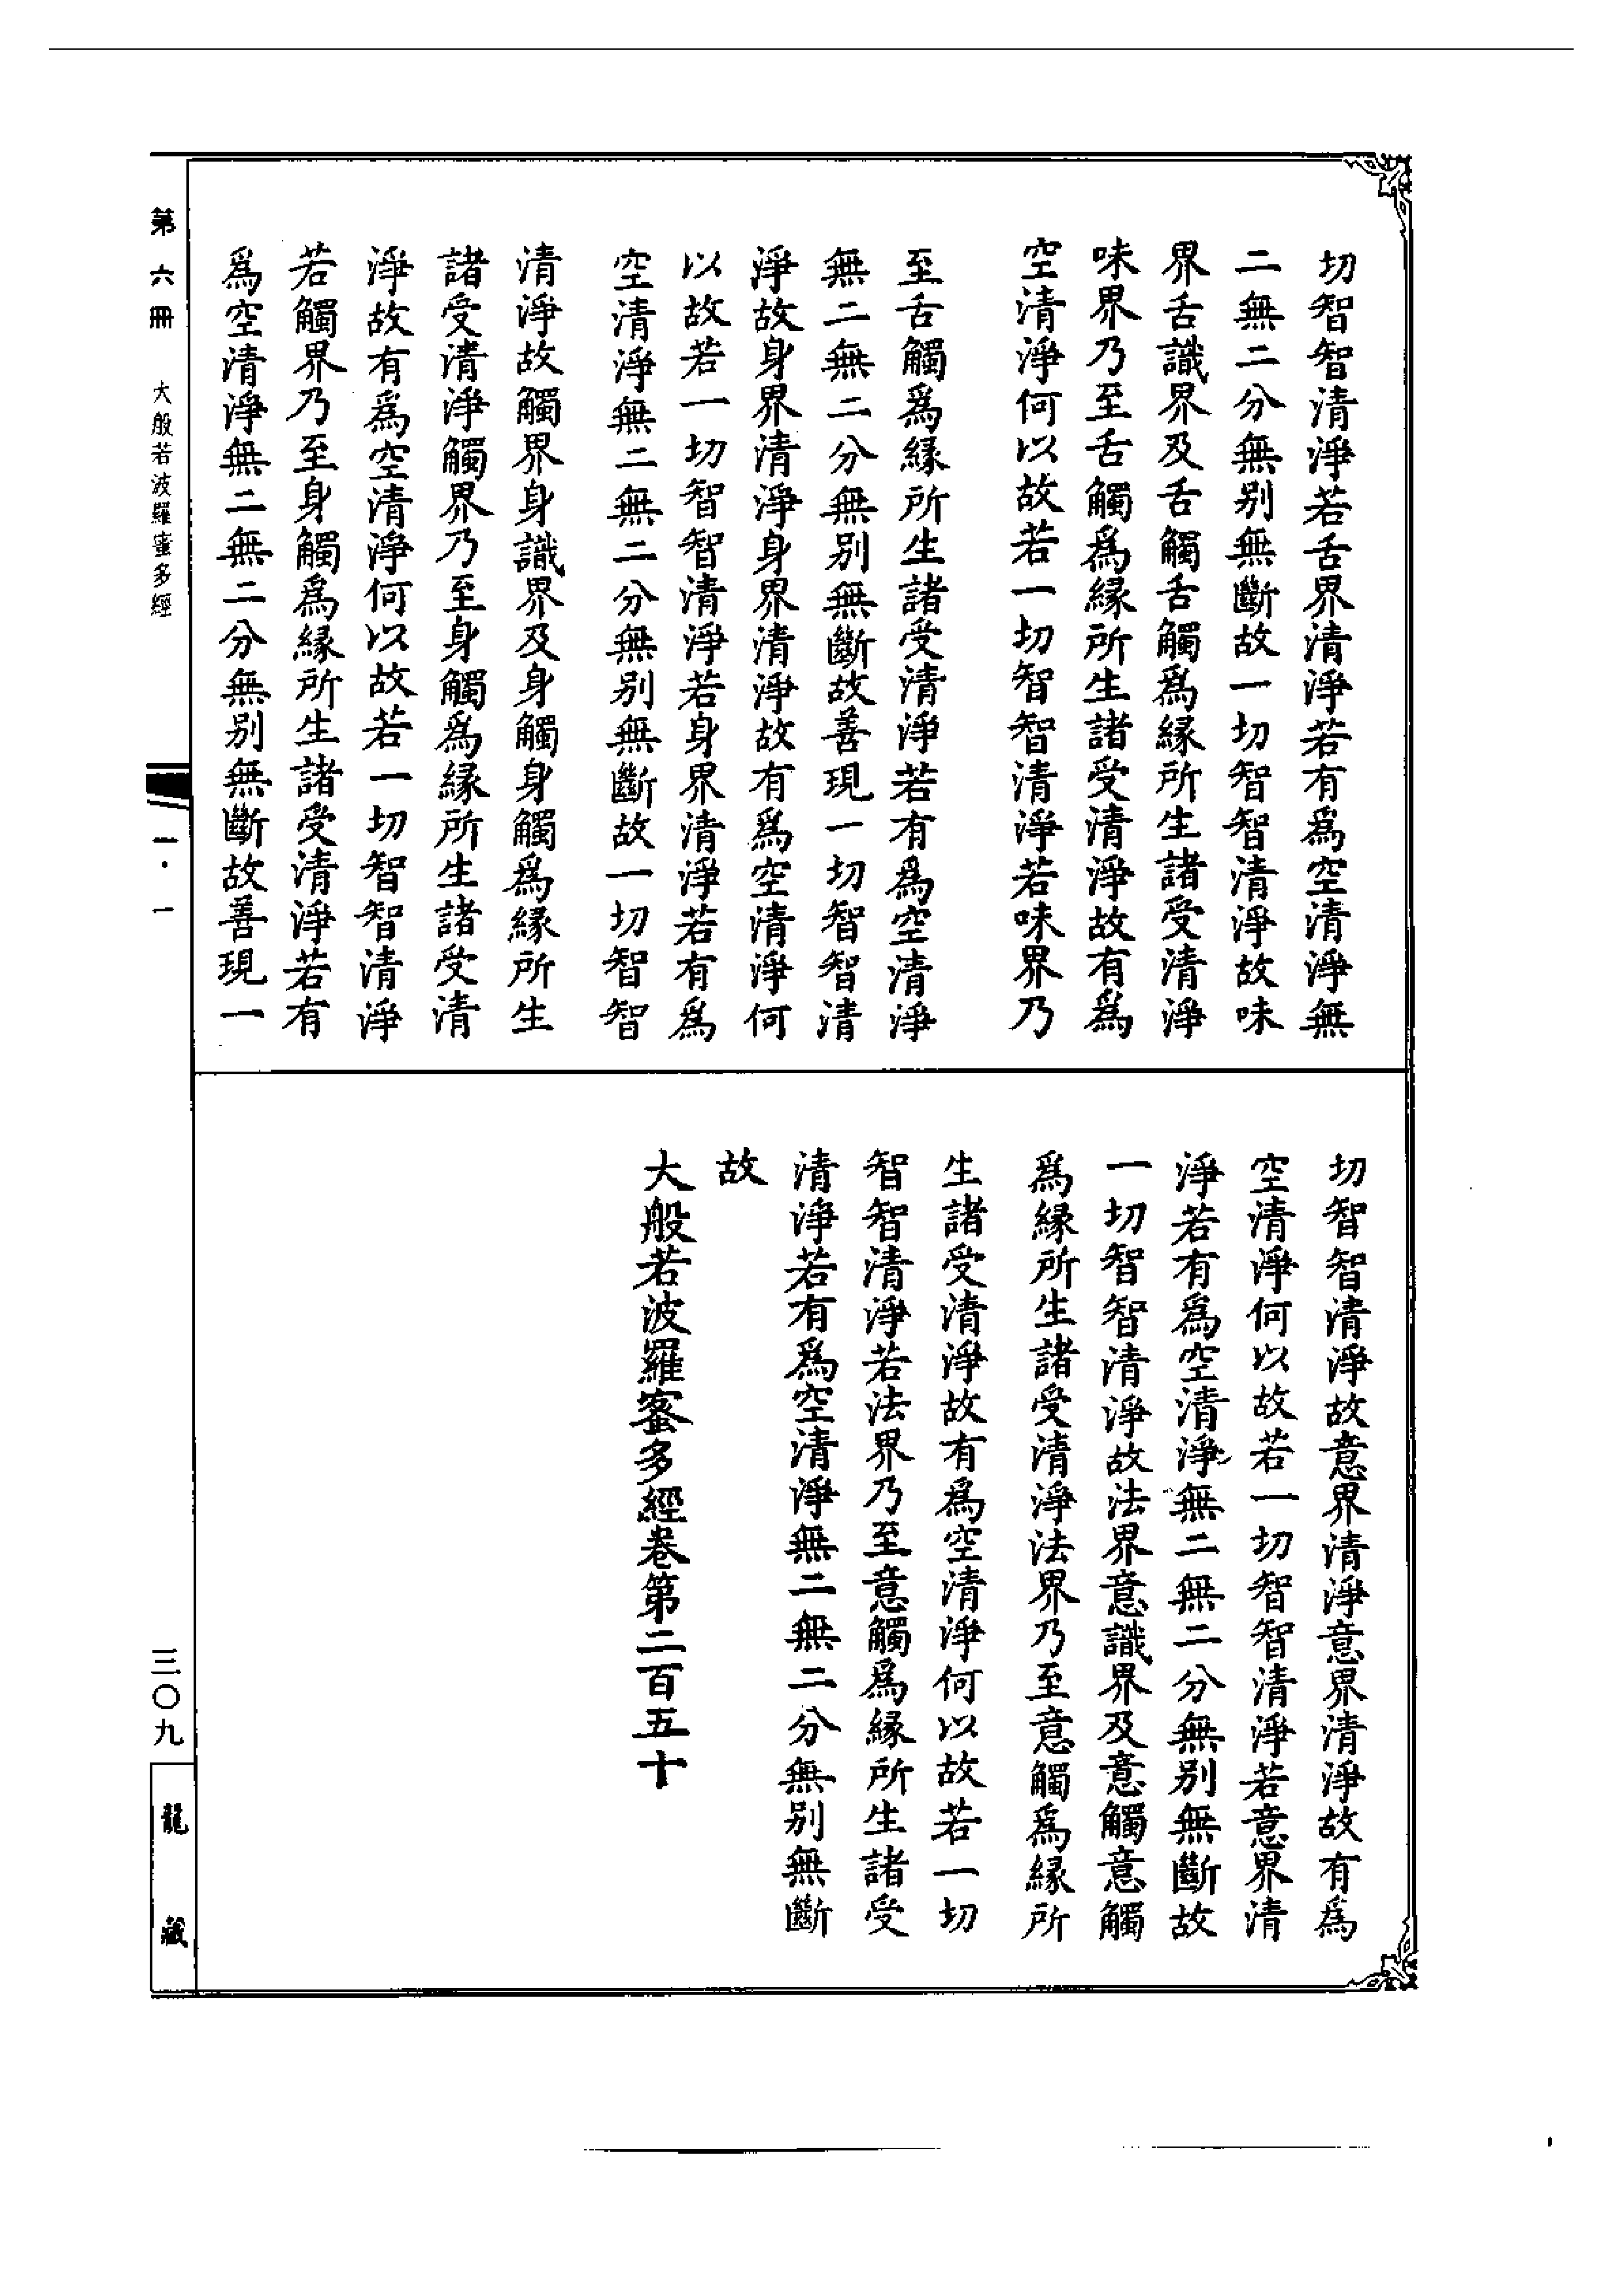 切智智清淨若舌界清淨若有爲空清淨無
二無二分無别無斷故一切智智清淨故味
界舌識界及舌觸舌觸爲緣所生諸受清淨
味界乃至舌觸爲緣所生諸受清淨故有爲
空清淨何以故若一切智智清淨若味界乃
至舌觸爲緣所生諸受清淨若有爲空清淨
無二無二分無别無斷故善現一切智智清
淨故身界清淨身界清淨故有爲空清淨何
以故若一切智智清淨若身界清淨若有爲
空清淨無二無二分無别無斷故一切智智
清淨故觸界身識界及身觸身觸爲緣所生
諸受清淨觸界乃至身觸爲緣所生諸受清
淨故有爲空清淨何以故若一切智智清淨
若觸界乃至身觸爲緣所生諸受清淨若有
爲空清淨無二無二分無别無斷故善現一
切智智清淨故意界清淨意界清淨故有爲
空清淨何以故若一切智智清淨若意界清
淨若有爲空清淨無二無二分無别無斷故
一切智智清淨故法界意識界及意觸意觸
爲緣所生諸受清淨法界乃至意觸爲緣所
生諸受清淨故有爲空清淨何以故若一切
智智清淨若法界乃至意觸爲緣所生諸受
清淨若有爲空清淨無二無二分無别無斷
故
大般若波羅蜜多經卷第二百五十
第六冊 大般若波羅蜜多經 一·一 三〇九 龍藏